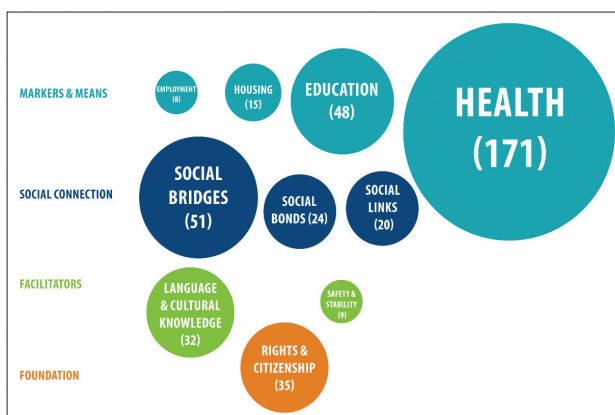 MARKERS & MEANS
EMPLOYMENT
(8)
HOUSING
(15)
EDUCATION
(48)
HEALTH
(171)
SOCIAL CONNECTION
SOCIAL
BRIDGES
(51)
SOCIAL
BONDS (24)
SOCIAL
LINKS
(20)
FACILITATORS
LANGUAGE
& CULTURAL
KNOWLEDGE
(32)
SAFETY &
STABILITY
(9)
FOUNDATION
RIGHTS &
CITIZENSHIP
(35)